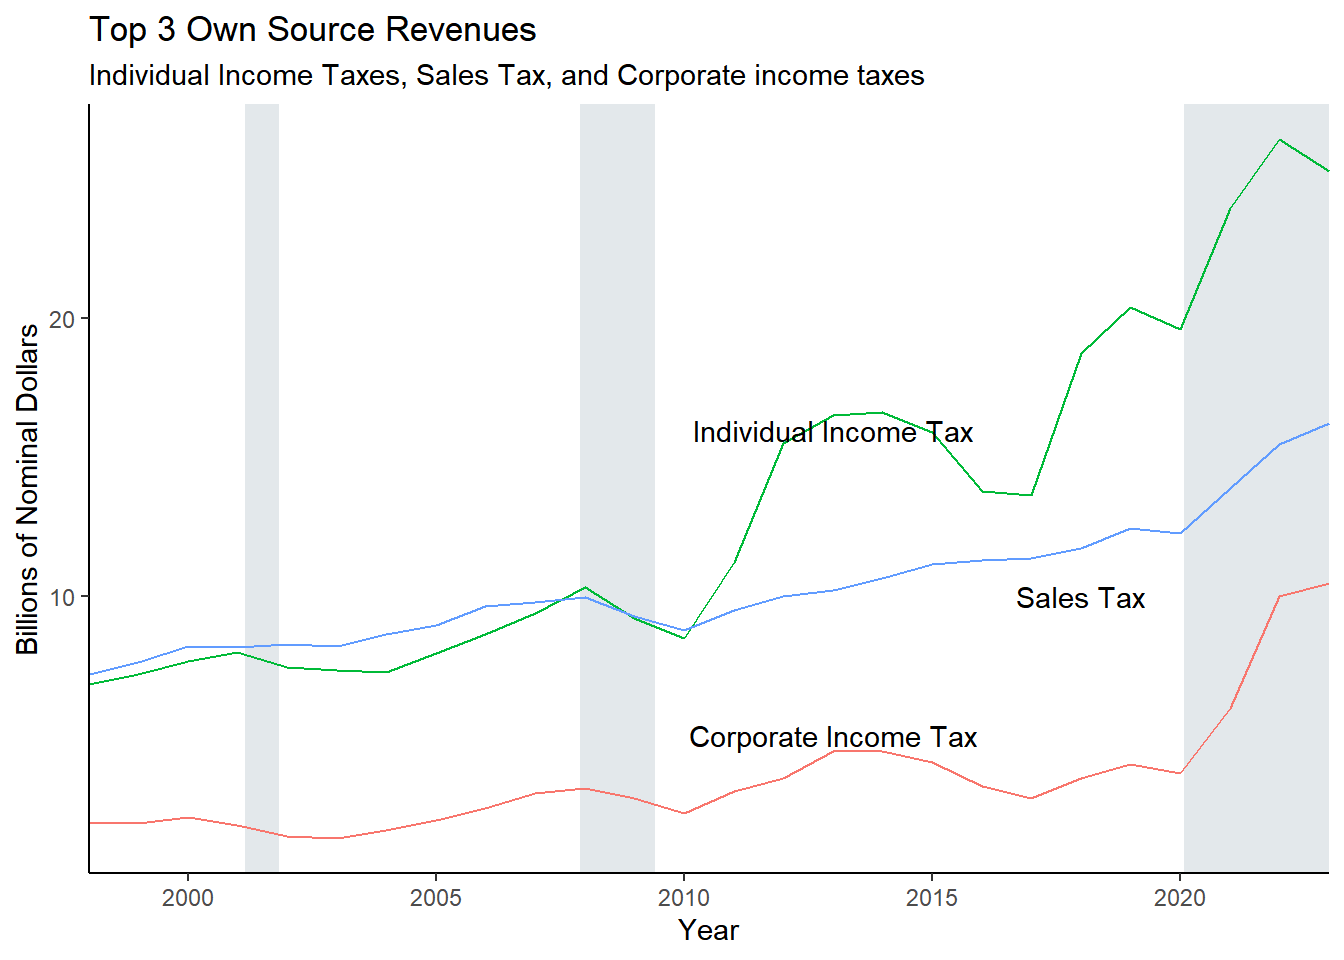 Top 3 Own Source Revenues
Individual Income Taxes, Sales Tax, and Corporate income taxes
Billions of Nominal Dollars
20
10
Individual Income Tax
Sales Tax
Corporate Income Tax
2000 2005 2010 2015 2020
Year